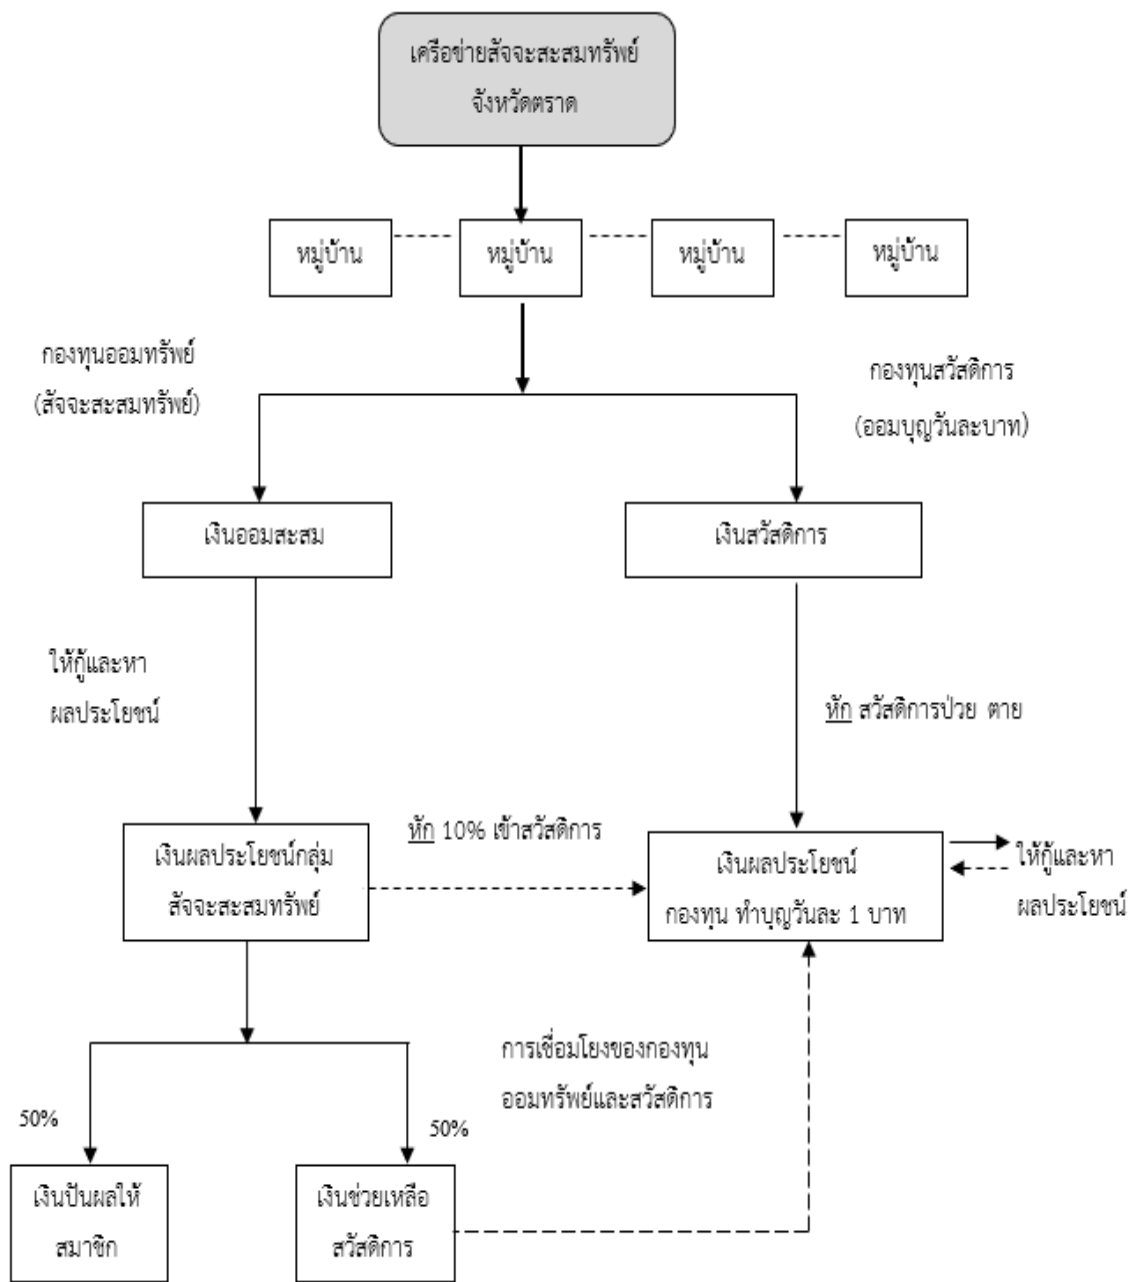 เครือข่ายสัจจะสะสมทรัพย์
จังหวัดตราด
หมู่บ้าน
หมู่บ้าน
หมู่บ้าน
หมู่บ้าน
กองทุนออมทรัพย์
(สัจจะสะสมทรัพย์)
กองทุนสวัสดิการ
(ออมบุญวันละบาท)
เงินออมสะสม
เงินสวัสดิการ
ให้กู้และหา
ผลประโยชน์
หัก สวัสดิการป่วย ตาย
หัก 10% เข้าสวัสดิการ
เงินผลประโยชน์กลุ่ม
สัจจะสะสมทรัพย์
เงินผลประโยชน์
กองทุน ทำบุญวันละ 1 บาท
ให้กู้และหา
ผลประโยชน์
การเชื่อมโยงของกองทุน
ออมทรัพย์และสวัสดิการ
50%
50%
เงินปันผลให้
สมาชิก
เงินช่วยเหลือ
สวัสดิการ